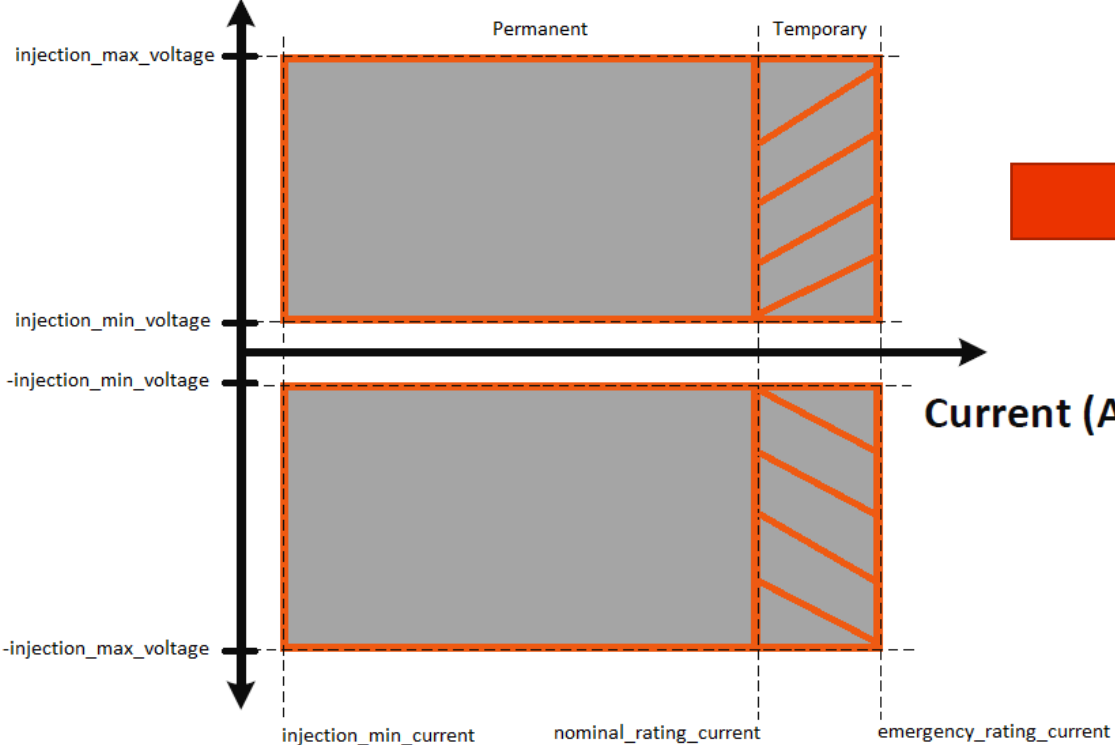 Permanent Temporary
injection_max_voltage
injection_min_voltage
-injection_min_voltage
Current (A
-injection_max_voltage
injection_min_current nominal_rating_current emergency_rating_current